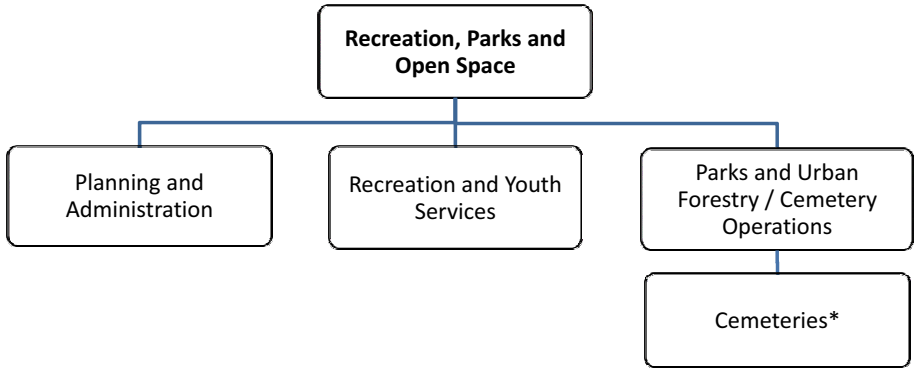 Recreation, Parks and
Open Space
Planning and
Administration
Recreation and Youth
Services
Parks and Urban
Forestry / Cemetery
Operations
Cemeteries*